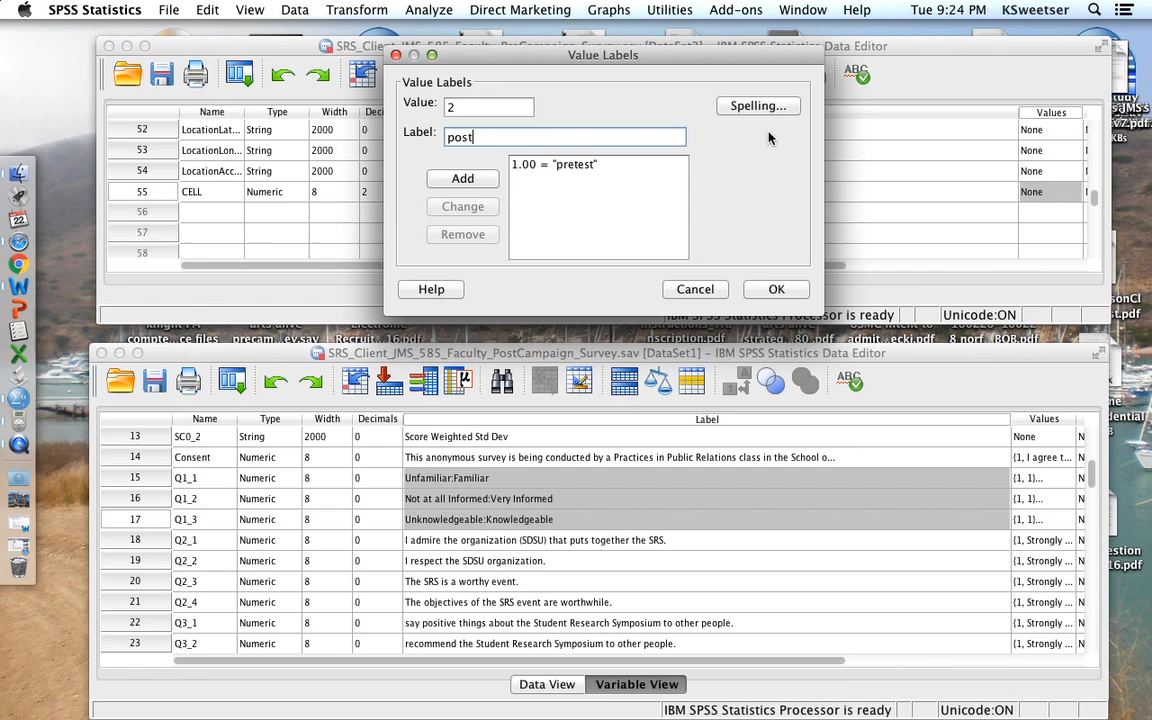 SPSS Statistics File Edit View Data Transform Analyze Direct Marketing Graphs Utilities Add-ons Window Help Tue 9:24 PM KSweetser
Value Labels
Value Labels
Value: 2
Spelling...
Label: post
1.00 = "pretest"
Add
Change
Remove
Help Cancel OK
Name Type Width Values
52 LocationLat... String 2000 0 None
53 LocationLon... String 2000 0 None
54 LocationAcc... String 2000 0 None
55 CELL Numeric 8 2 None
56
57
58
IBM SPSS Statistics Processor is ready Unicode:ON
SRS_Client_JMS_585_Faculty_PostCampaign_Survey.sav [DataSet1] – IBM SPSS Statistics Data Editor
Name Type Width Decimals Label Values
13 SC0_2 String 2000 0 Score Weighted Std Dev None
14 Consent Numeric 8 0 This anonymous survey is being conducted by a Practices in Public Relations class in the School o... {1, I agree t...
15 Q1_1 Numeric 8 0 Unfamiliar:Familiar {1, 1}...
16 Q1_2 Numeric 8 0 Not at all Informed:Very Informed {1, 1}...
17 Q1_3 Numeric 8 0 Unknowledgeable:Knowledgeable {1, 1}...
18 Q2_1 Numeric 8 0 I admire the organization (SDSU) that puts together the SRS. {1, Strongly ...
19 Q2_2 Numeric 8 0 I respect the SDSU organization. {1, Strongly ...
20 Q2_3 Numeric 8 0 The SRS is a worthy event. {1, Strongly ...
21 Q2_4 Numeric 8 0 The objectives of the SRS event are worthwhile. {1, Strongly ...
22 Q3_1 Numeric 8 0 say positive things about the Student Research Symposium to other people. {1, Strongly ...
23 Q3_2 Numeric 8 0 recommend the Student Research Symposium to other people. {1, Strongly ...
Data View Variable View
IBM SPSS Statistics Processor is ready Unicode:ON